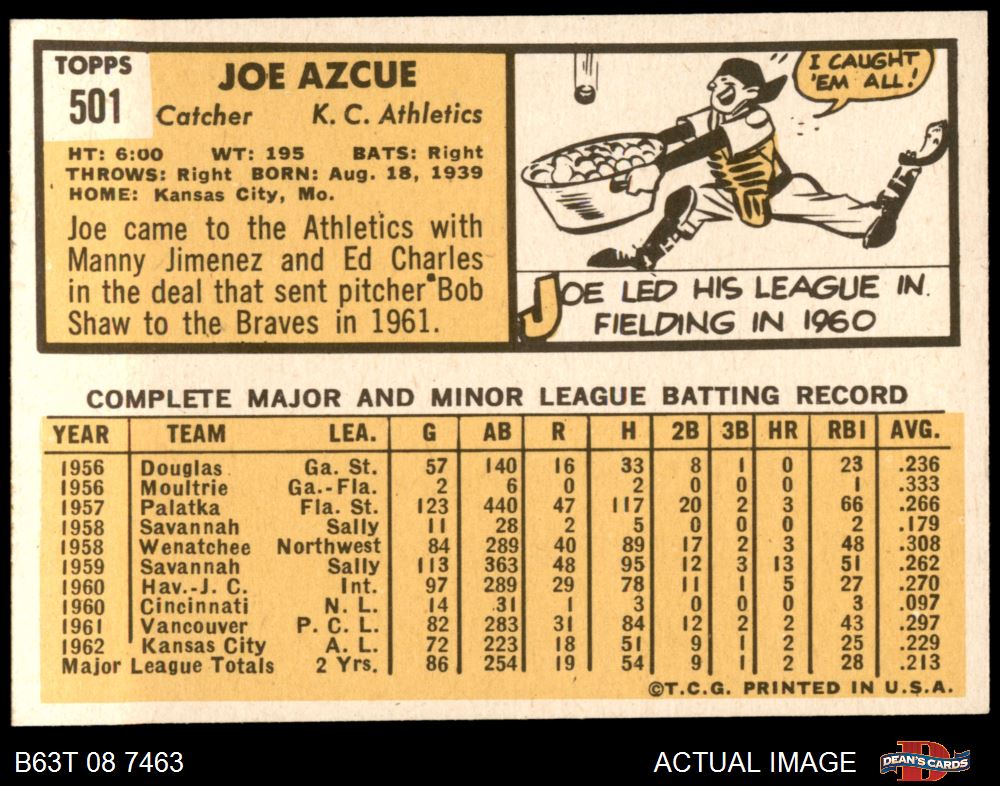 TOPPS
501
JOE AZCUE
Catcher K. C. Athletics
HT: 6:00 WT: 195 BATS: Right
THROWS: Right BORN: Aug. 18, 1939
HOME: Kansas City, Mo.
Joe came to the Athletics with
Manny Jimenez and Ed Charles
in the deal that sent pitcher Bob
Shaw to the Braves in 1961.
I CAUGHT
'EM ALL!
JOE LED HIS LEAGUE IN
FIELDING IN 1960
COMPLETE MAJOR AND MINOR LEAGUE BATTING RECORD
YEAR TEAM LEA. G AB R H 2B 3B HR RBI AVG.
1956 Douglas Ga. St. 57 140 16 33 8 1 0 23 .236
1956 Moultrie Ga.-Fla. 2 6 0 2 0 0 0 1 .333
1957 Palatka Fla. St. 123 440 47 117 20 2 3 66 .266
1958 Savannah Sally 11 28 2 5 0 0 0 2 .179
1958 Wenatchee Northwest 84 289 40 89 17 2 3 48 .308
1959 Savannah Sally 113 363 48 95 12 3 13 51 .262
1960 Hav.-J. C. Int. 97 289 29 78 11 1 5 27 .270
1960 Cincinnati N. L. 14 31 1 3 0 0 0 3 .097
1961 Vancouver P. C. L. 82 283 31 84 12 2 2 43 .297
1962 Kansas City A. L. 72 223 18 51 9 1 2 25 .229
Major League Totals 2 Yrs. 86 254 19 54 9 1 2 28 .213
©T.C.G. PRINTED IN U.S.A.
B63T 08 7463 ACTUAL IMAGE
D
DEAN'S CARDS